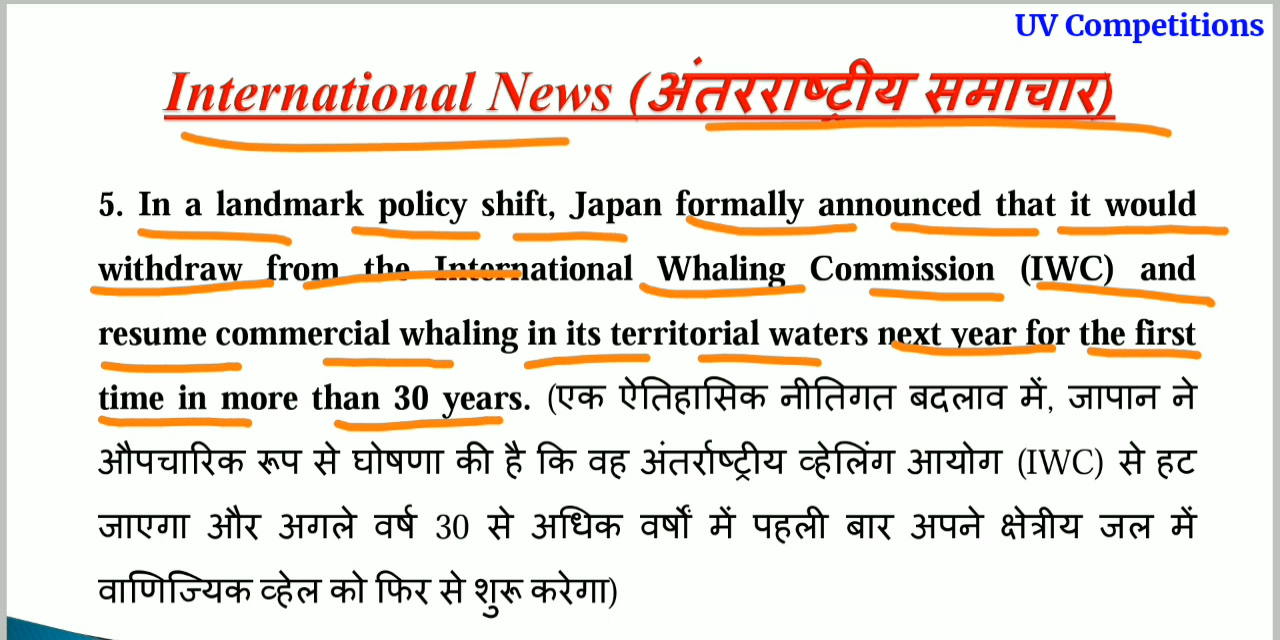 UV Competitions
International News (अंतरराष्ट्रीय समाचार)
5. In a landmark policy shift, Japan formally announced that it would
withdraw from the International Whaling Commission (IWC) and
resume commercial whaling in its territorial waters next year for the first
time in more than 30 years. (एक ऐतिहासिक नीतिगत बदलाव में, जापान ने
औपचारिक रूप से घोषणा की है कि वह अंतर्राष्ट्रीय व्हेलिंग आयोग (IWC) से हट
जाएगा और अगले वर्ष 30 से अधिक वर्षों में पहली बार अपने क्षेत्रीय जल में
वाणिज्यिक व्हेल को फिर से शुरू करेगा)